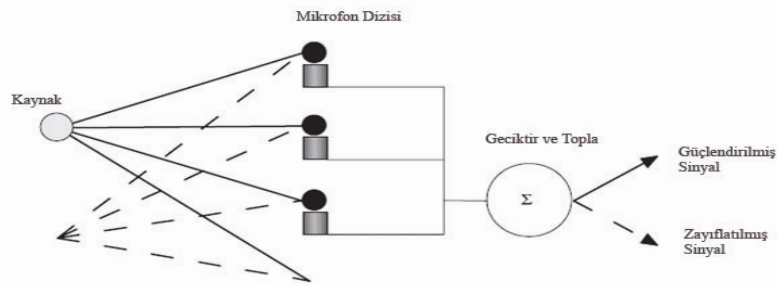 Mikrofon Dizisi
Kaynak
Geciktir ve Topla
Σ
Güçlendirilmiş
Sinyal
Zayıflatılmış
Sinyal